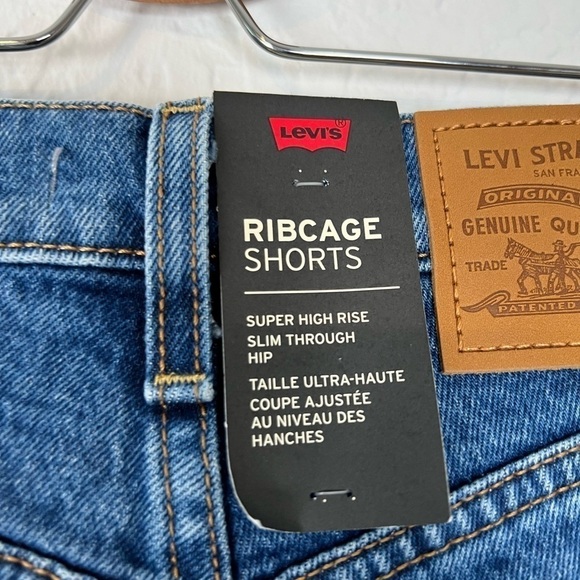 LEVI'S
RIBCAGE
SHORTS
SUPER HIGH RISE
SLIM THROUGH
HIP
TAILLE ULTRA-HAUTE
COUPE AJUSTÉE
AU NIVEAU DES
HANCHES
LEVI STRA
SAN FRA
ORIGINA
GENUINE QU
TRADE
PATENTED